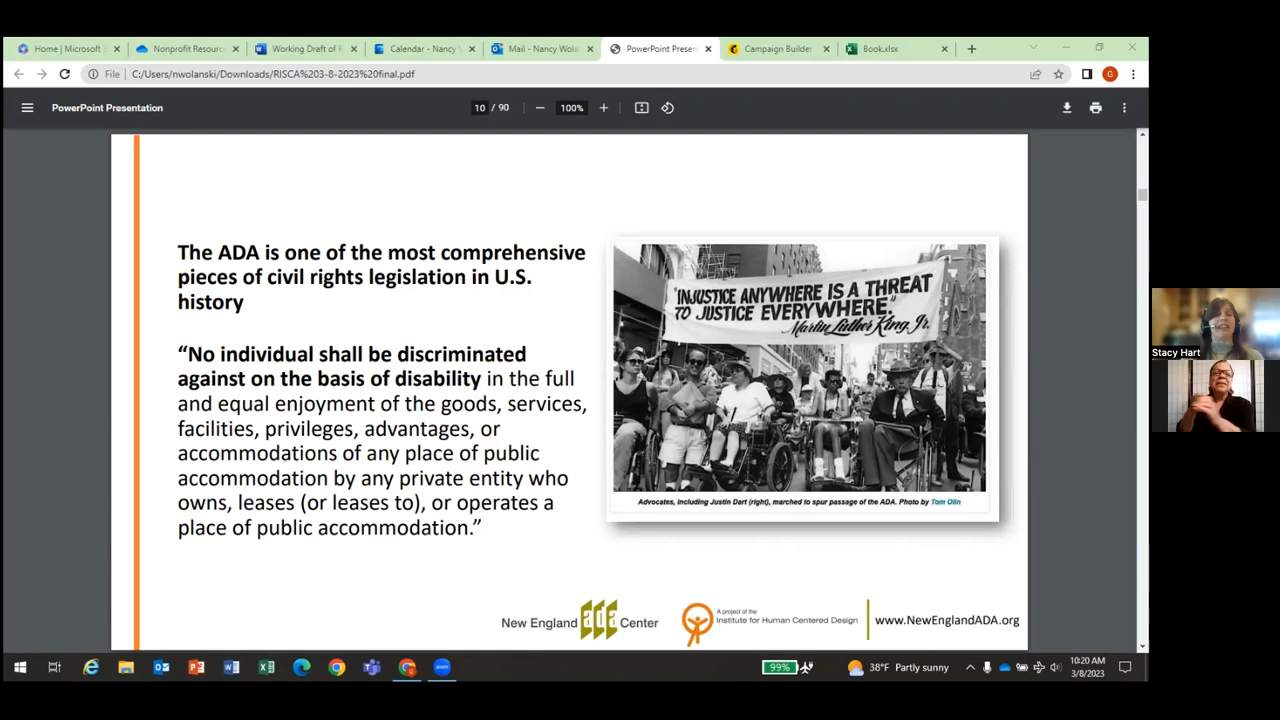 Home | Microsoft
Nonprofit Resourc
Working Draft of R
Calendar - Nancy
Mail - Nancy Wola
PowerPoint Presen
Campaign Builder
Book.xlsx
File
C:/Users/nwolanski/Downloads/RISCA%203-8-2023%20final.pdf
G
PowerPoint Presentation
10 / 90
100%
The ADA is one of the most comprehensive
pieces of civil rights legislation in U.S.
history
“No individual shall be discriminated
against on the basis of disability in the full
and equal enjoyment of the goods, services,
facilities, privileges, advantages, or
accommodations of any place of public
accommodation by any private entity who
owns, leases (or leases to), or operates a
place of public accommodation.”
"INJUSTICE ANYWHERE IS A THREAT
TO JUSTICE EVERYWHERE."
Martin Luther King, Jr.
Advocates, including Justin Dart (right), marched to spur passage of the ADA. Photo by Tom Olin
New England ada Center
A project of the
Institute for Human Centered Design
www.NewEnglandADA.org
Stacy Hart
99%
38°F Partly sunny
10:20 AM
3/8/2023